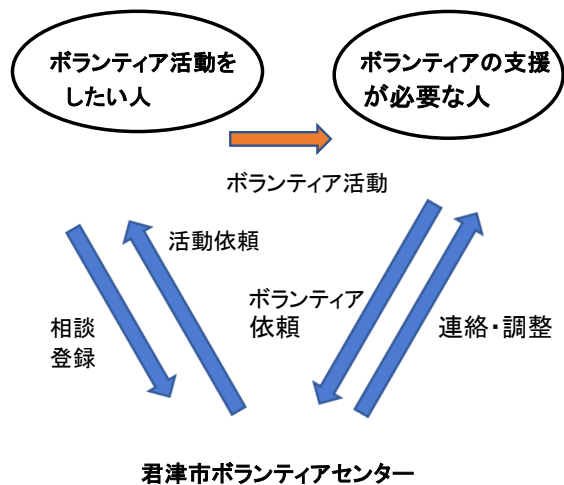 ボランティア活動を
したい人
ボランティアの支援
が必要な人
ボランティア活動
活動依頼
相談
登録
ボランティア
依頼
連絡・調整
君津市ボランティアセンター